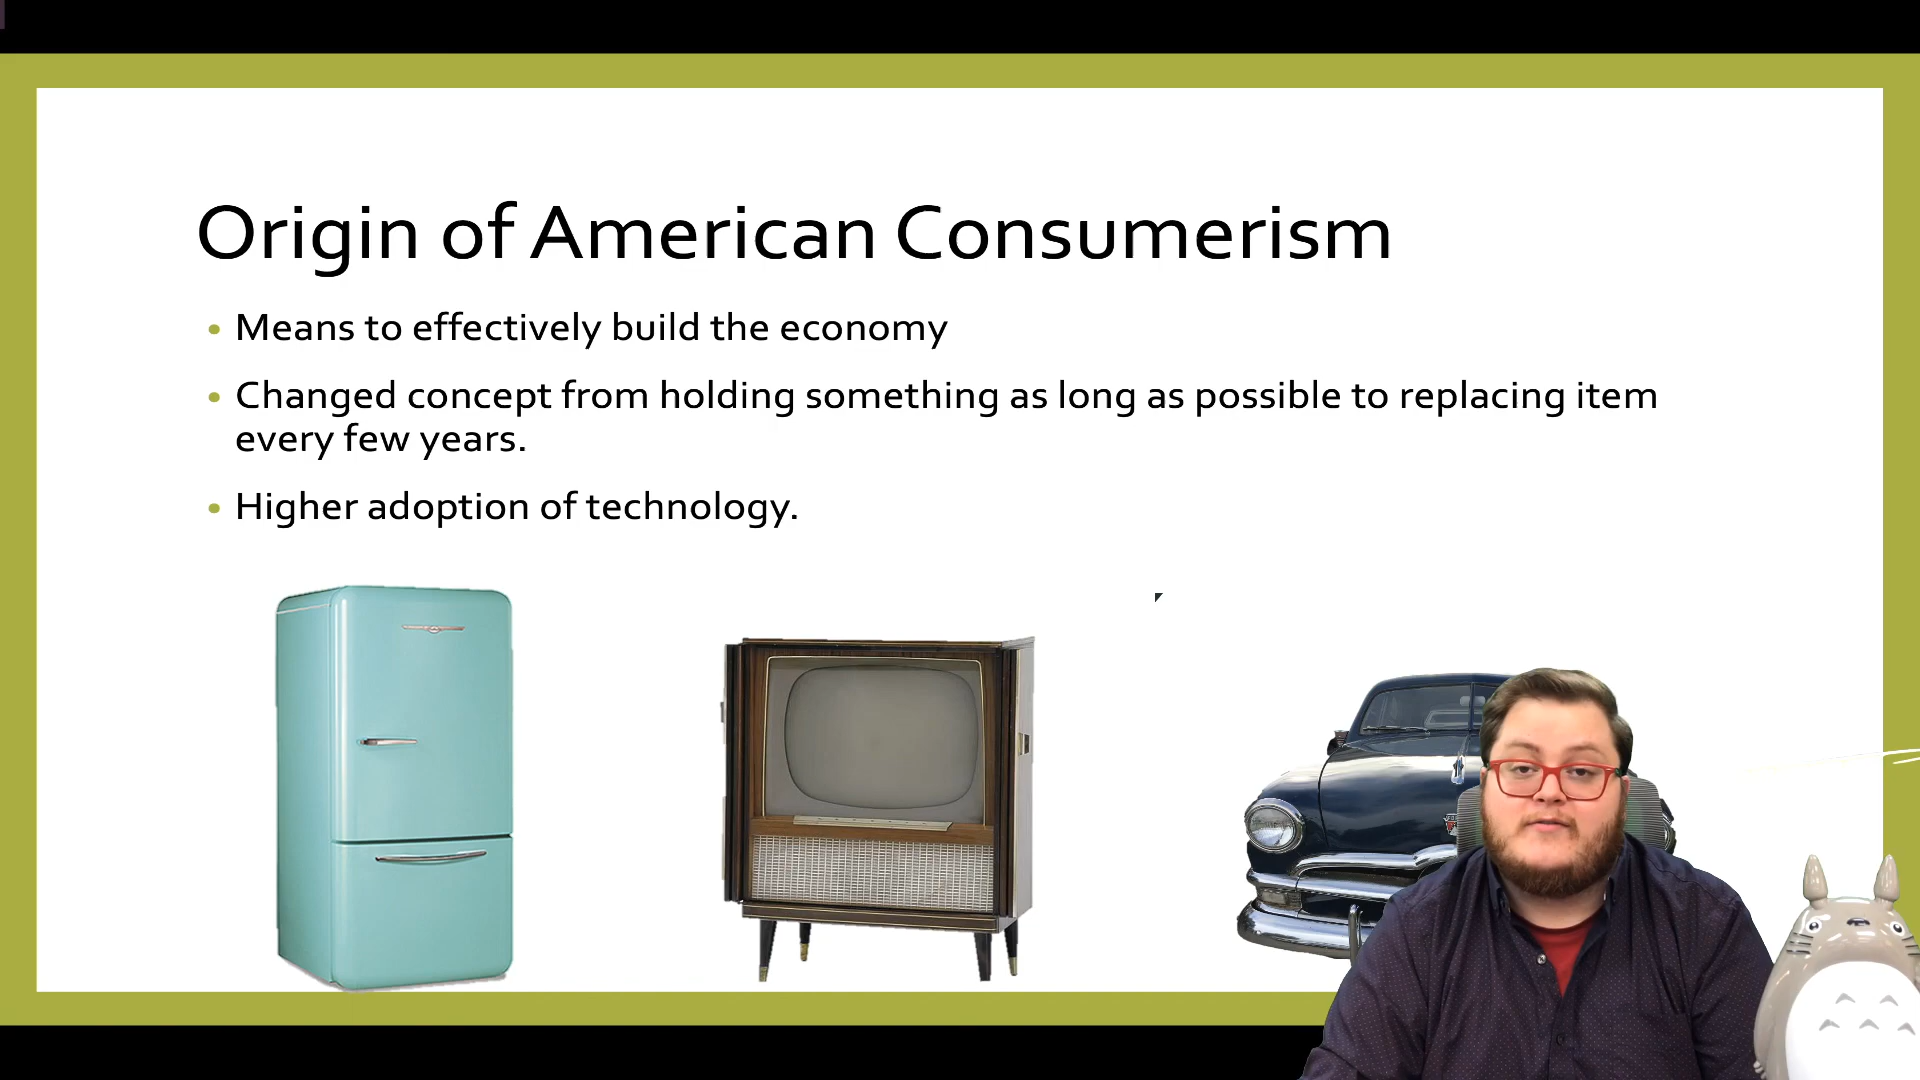 Origin of American Consumerism
• Means to effectively build the economy
• Changed concept from holding something as long as possible to replacing item
every few years.
• Higher adoption of technology.